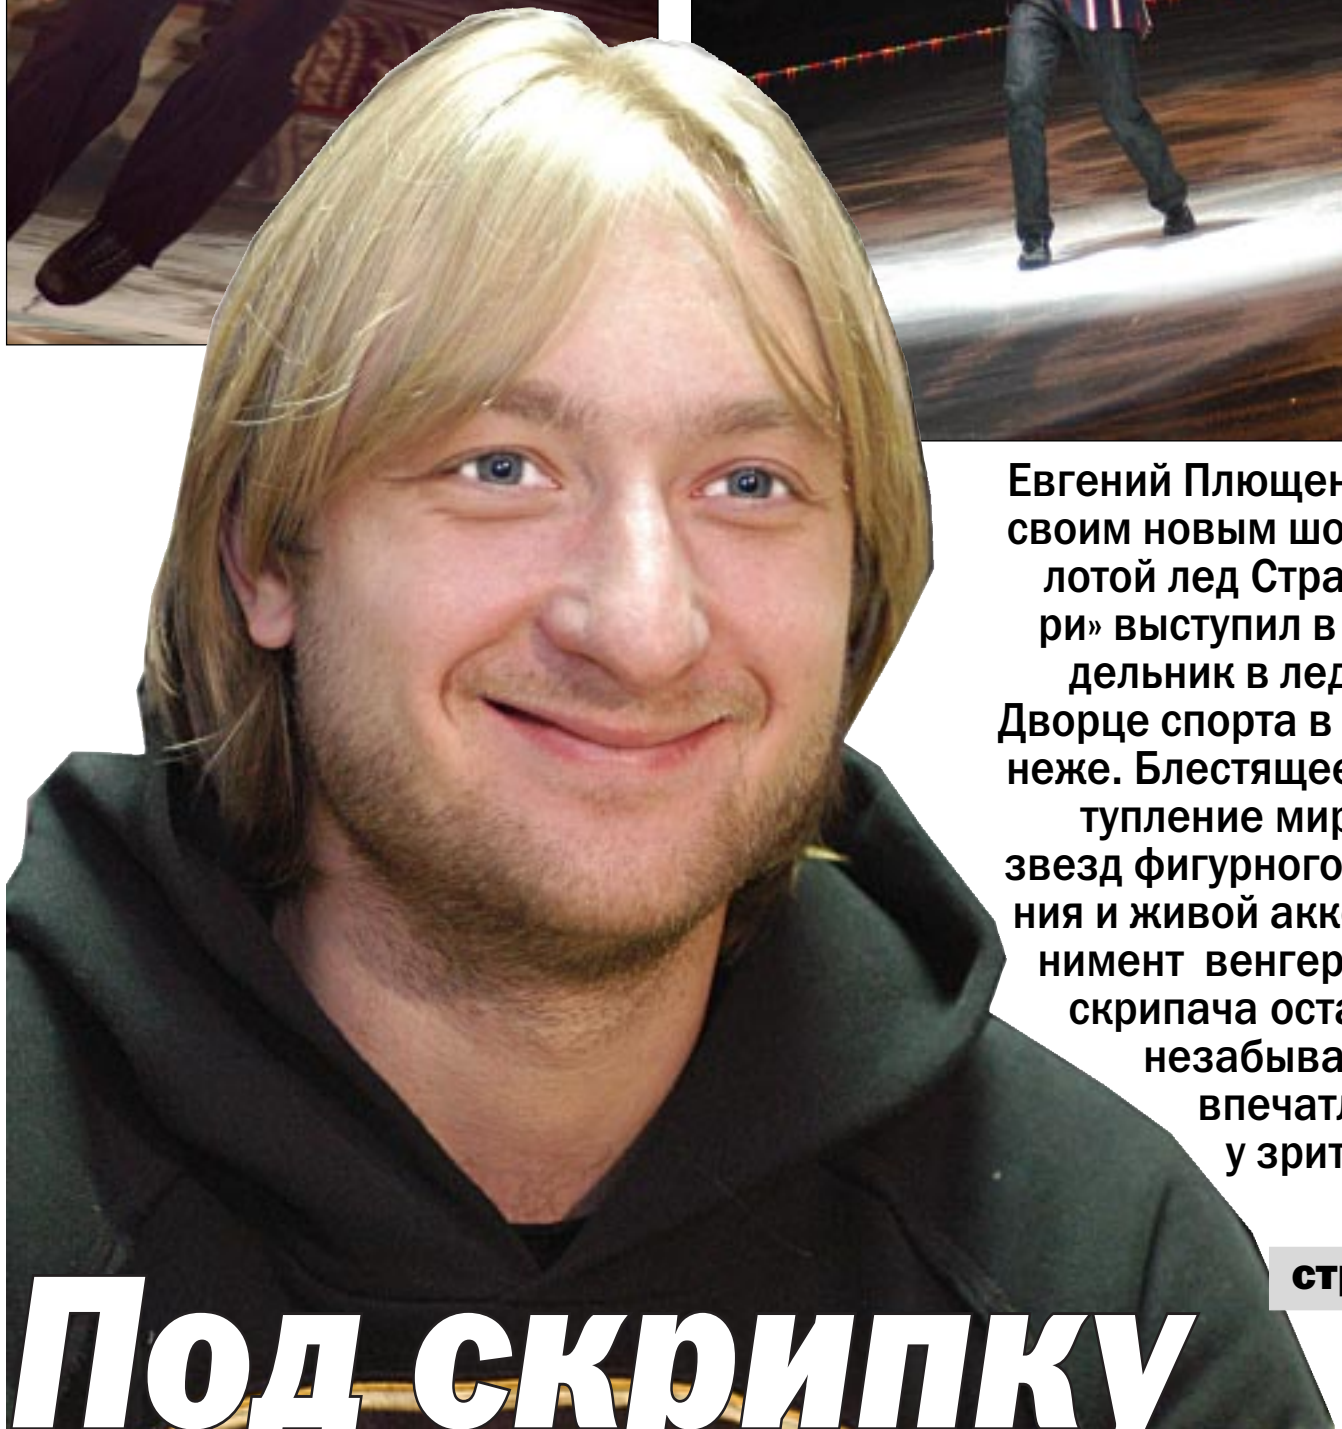 Евгений Плющен
своим новым шо
лотой лед Стра
ри» выступил в
дельник в лед
Дворце спорта в
неже. Блестящее
тупление мир
звезд фигурного
ния и живой акк
нимент венгер
скрипача оста
незабыва
впечатл
у зрит
стр
Под скрипку